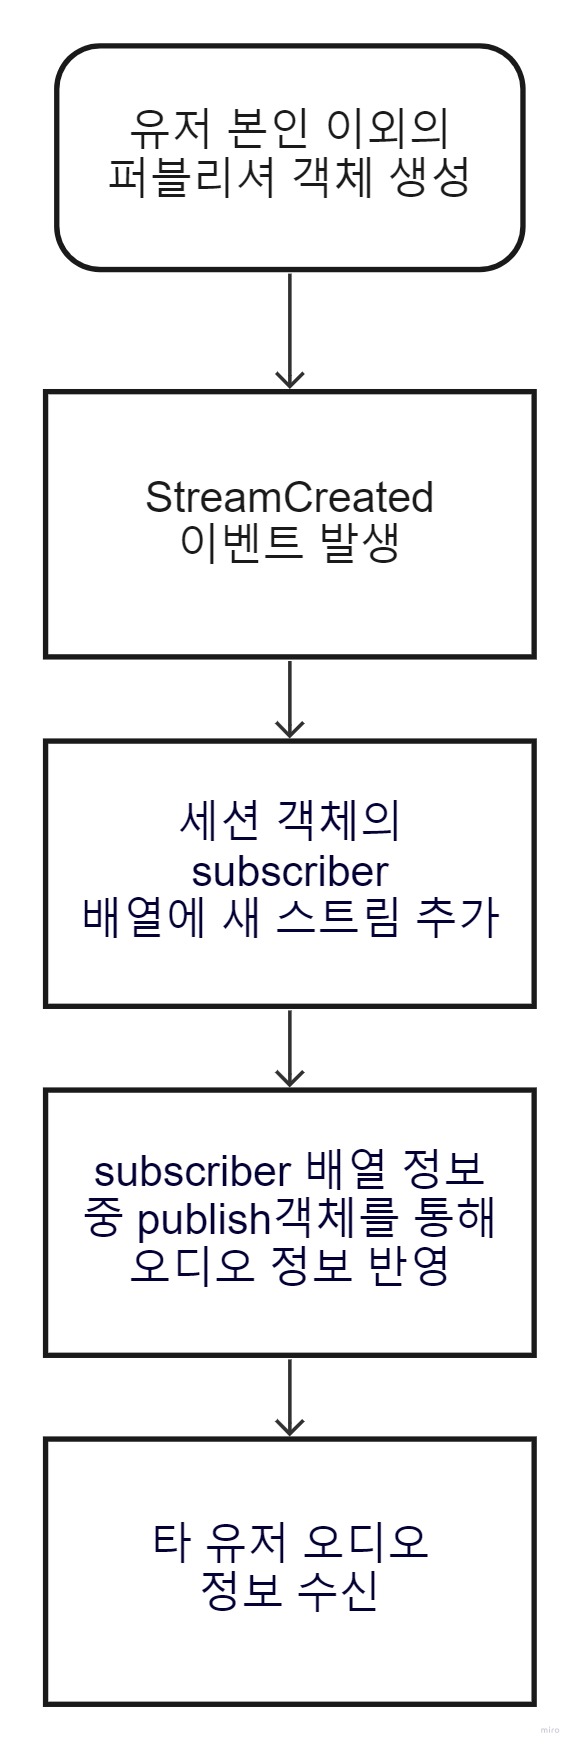 유저 본인 이외의
퍼블리셔 객체 생성
StreamCreated
이벤트 발생
세션 객체의
subscriber
배열에 새 스트림 추가
subscriber 배열 정보
중 publish객체를 통해
오디오 정보 반영
타 유저 오디오
정보 수신
miro